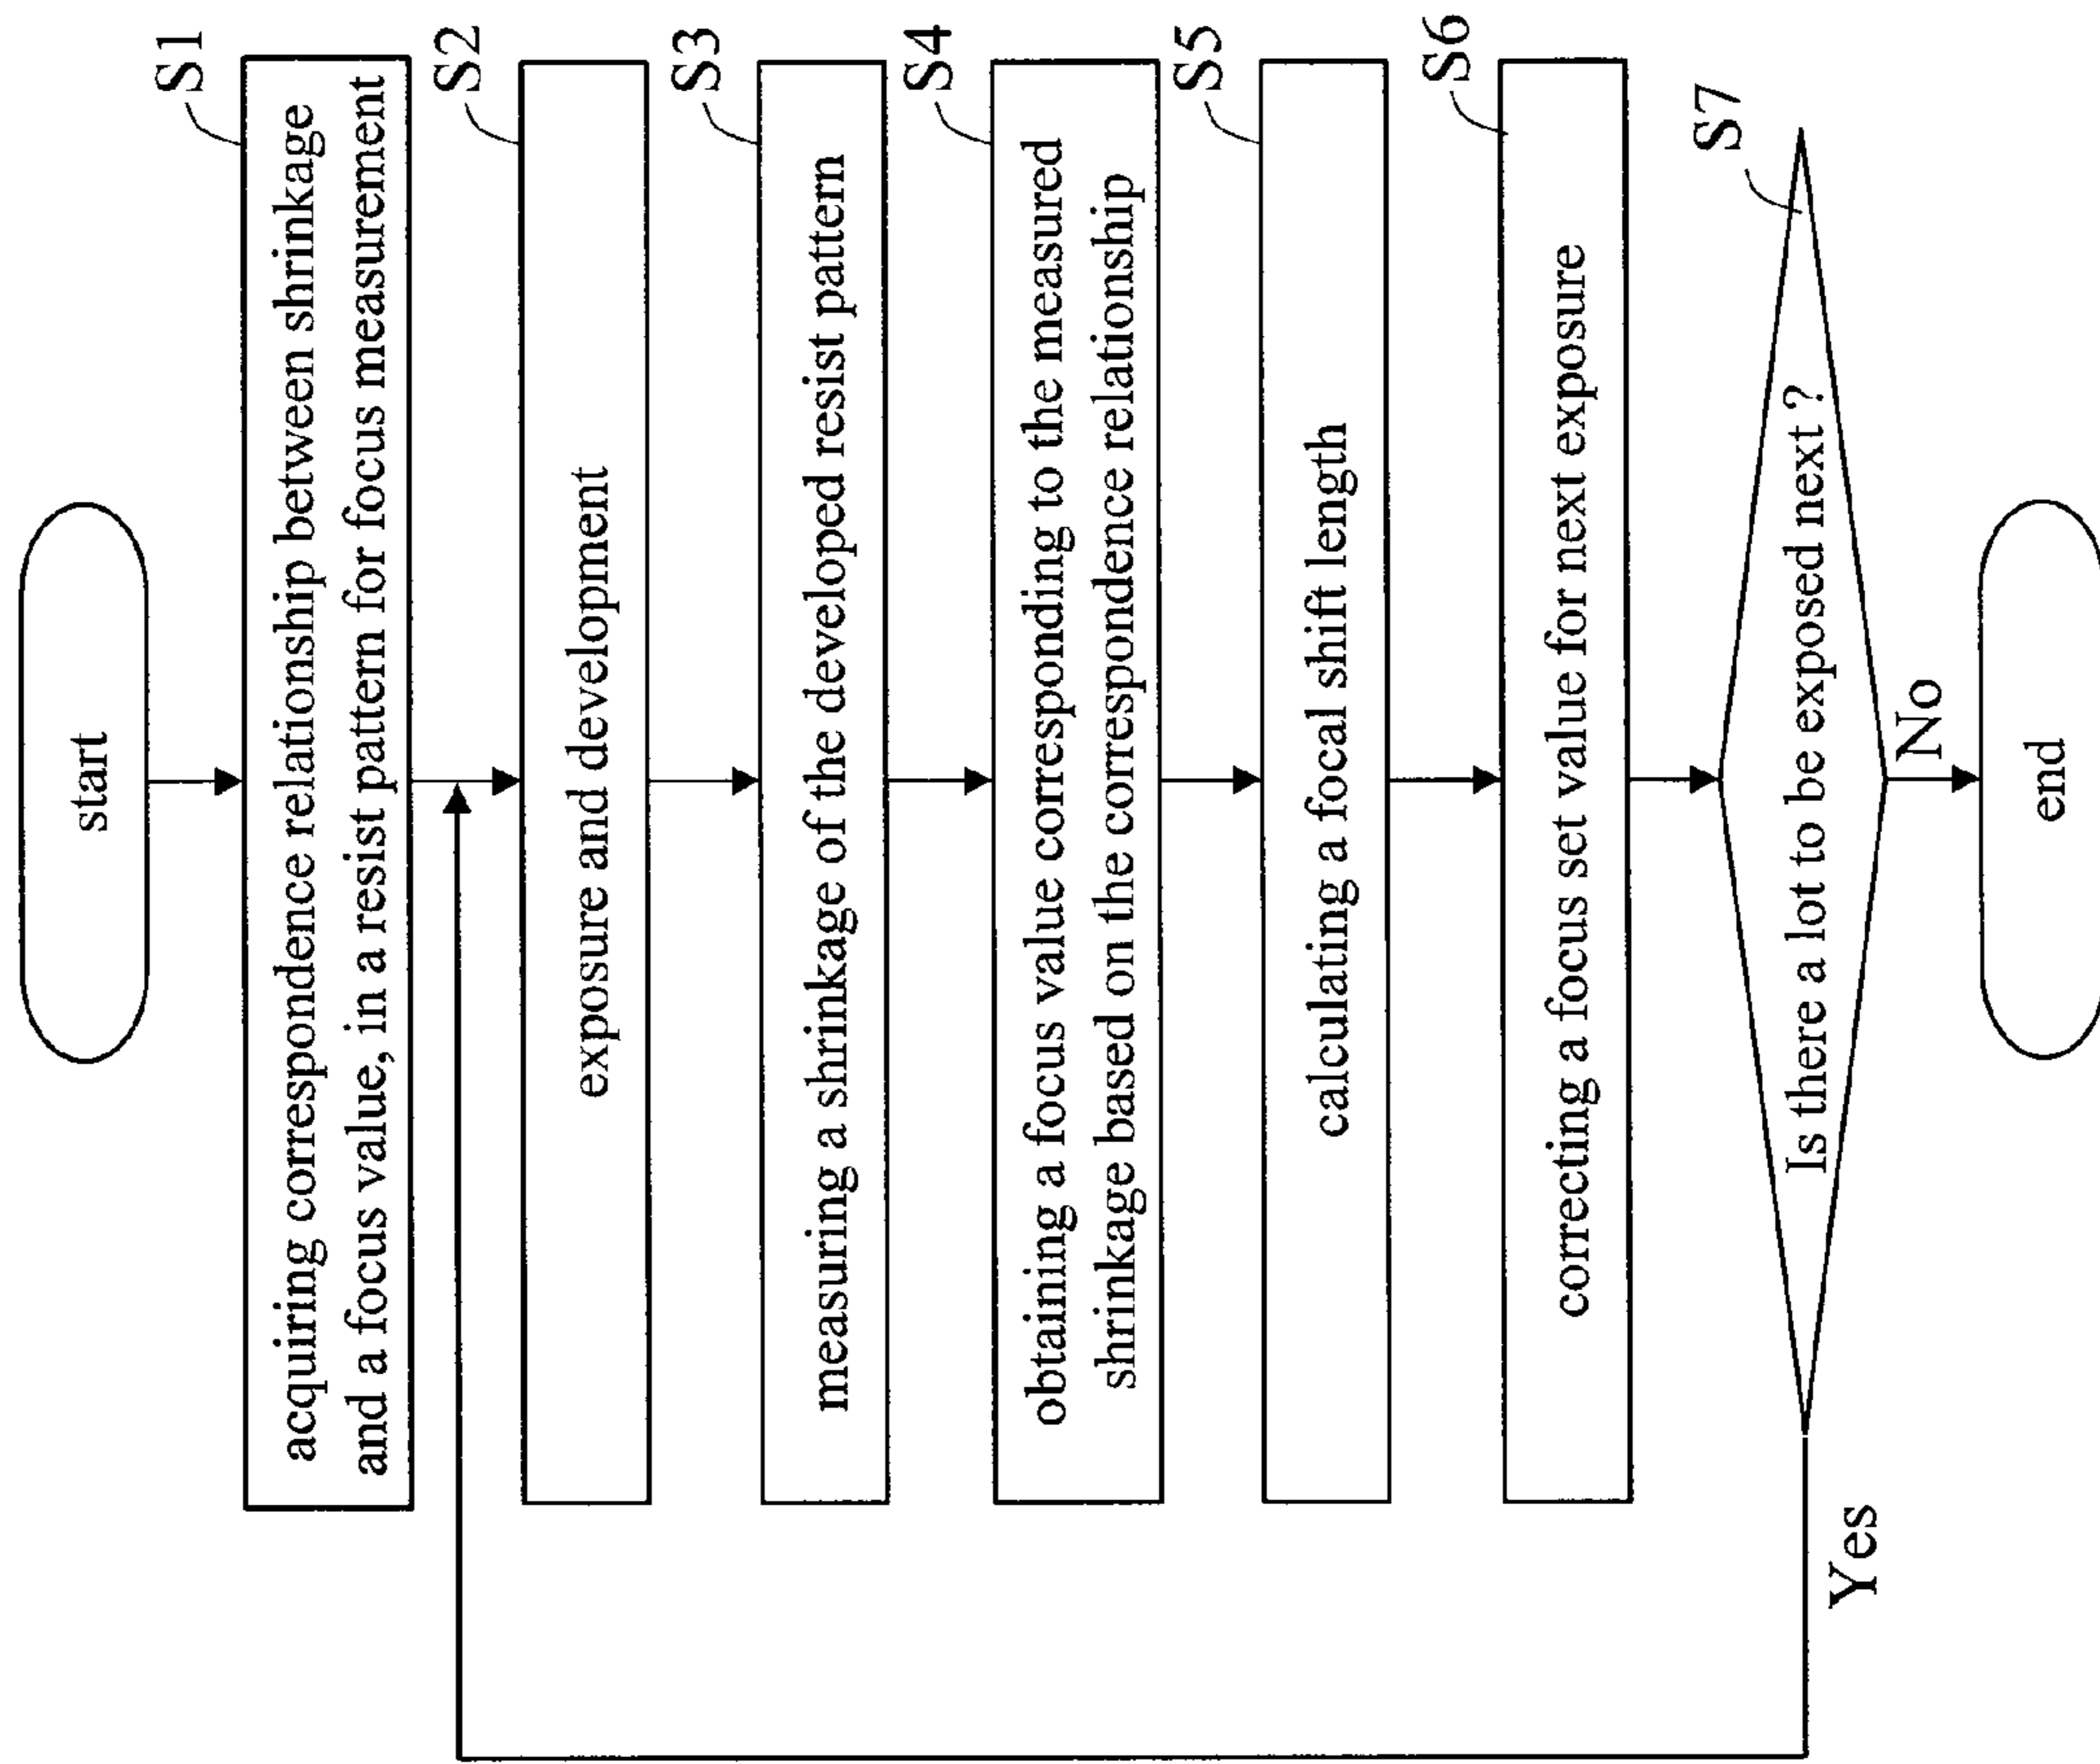 start
S1
acquiring correspondence relationship between shrinkage
and a focus value, in a resist pattern for focus measurement
S2
exposure and development
S3
measuring a shrinkage of the developed resist pattern
S4
obtaining a focus value corresponding to the measured
shrinkage based on the correspondence relationship
S5
calculating a focal shift length
S6
correcting a focus set value for next exposure
S7
Is there a lot to be exposed next ?
Yes
No
end